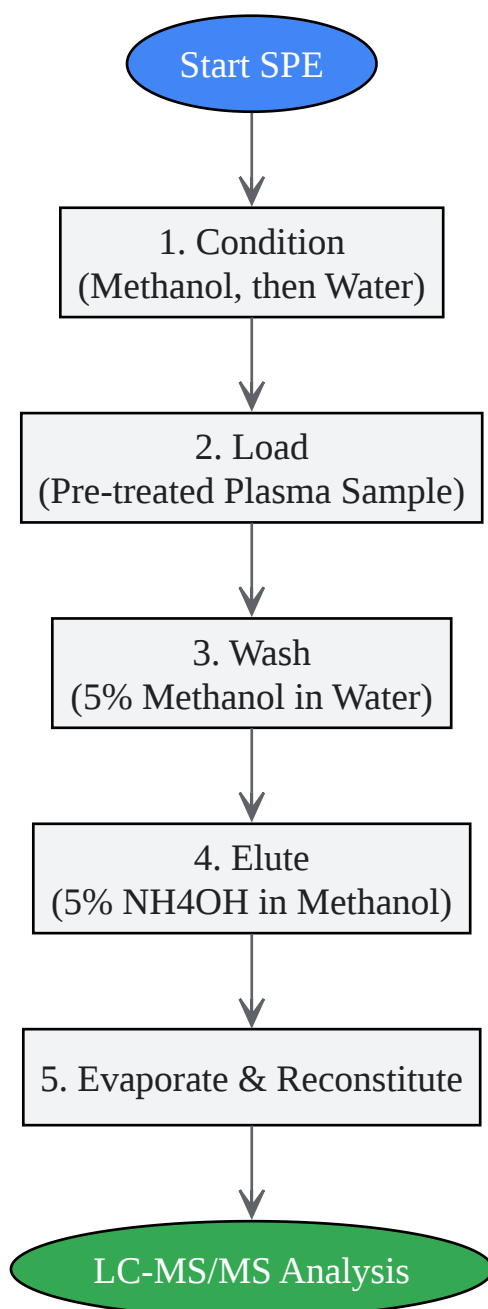 Start SPE
1. Condition
(Methanol, then Water)
2. Load
(Pre-treated Plasma Sample)
3. Wash
(5% Methanol in Water)
4. Elute
(5% NH4OH in Methanol)
5. Evaporate & Reconstitute
LC-MS/MS Analysis